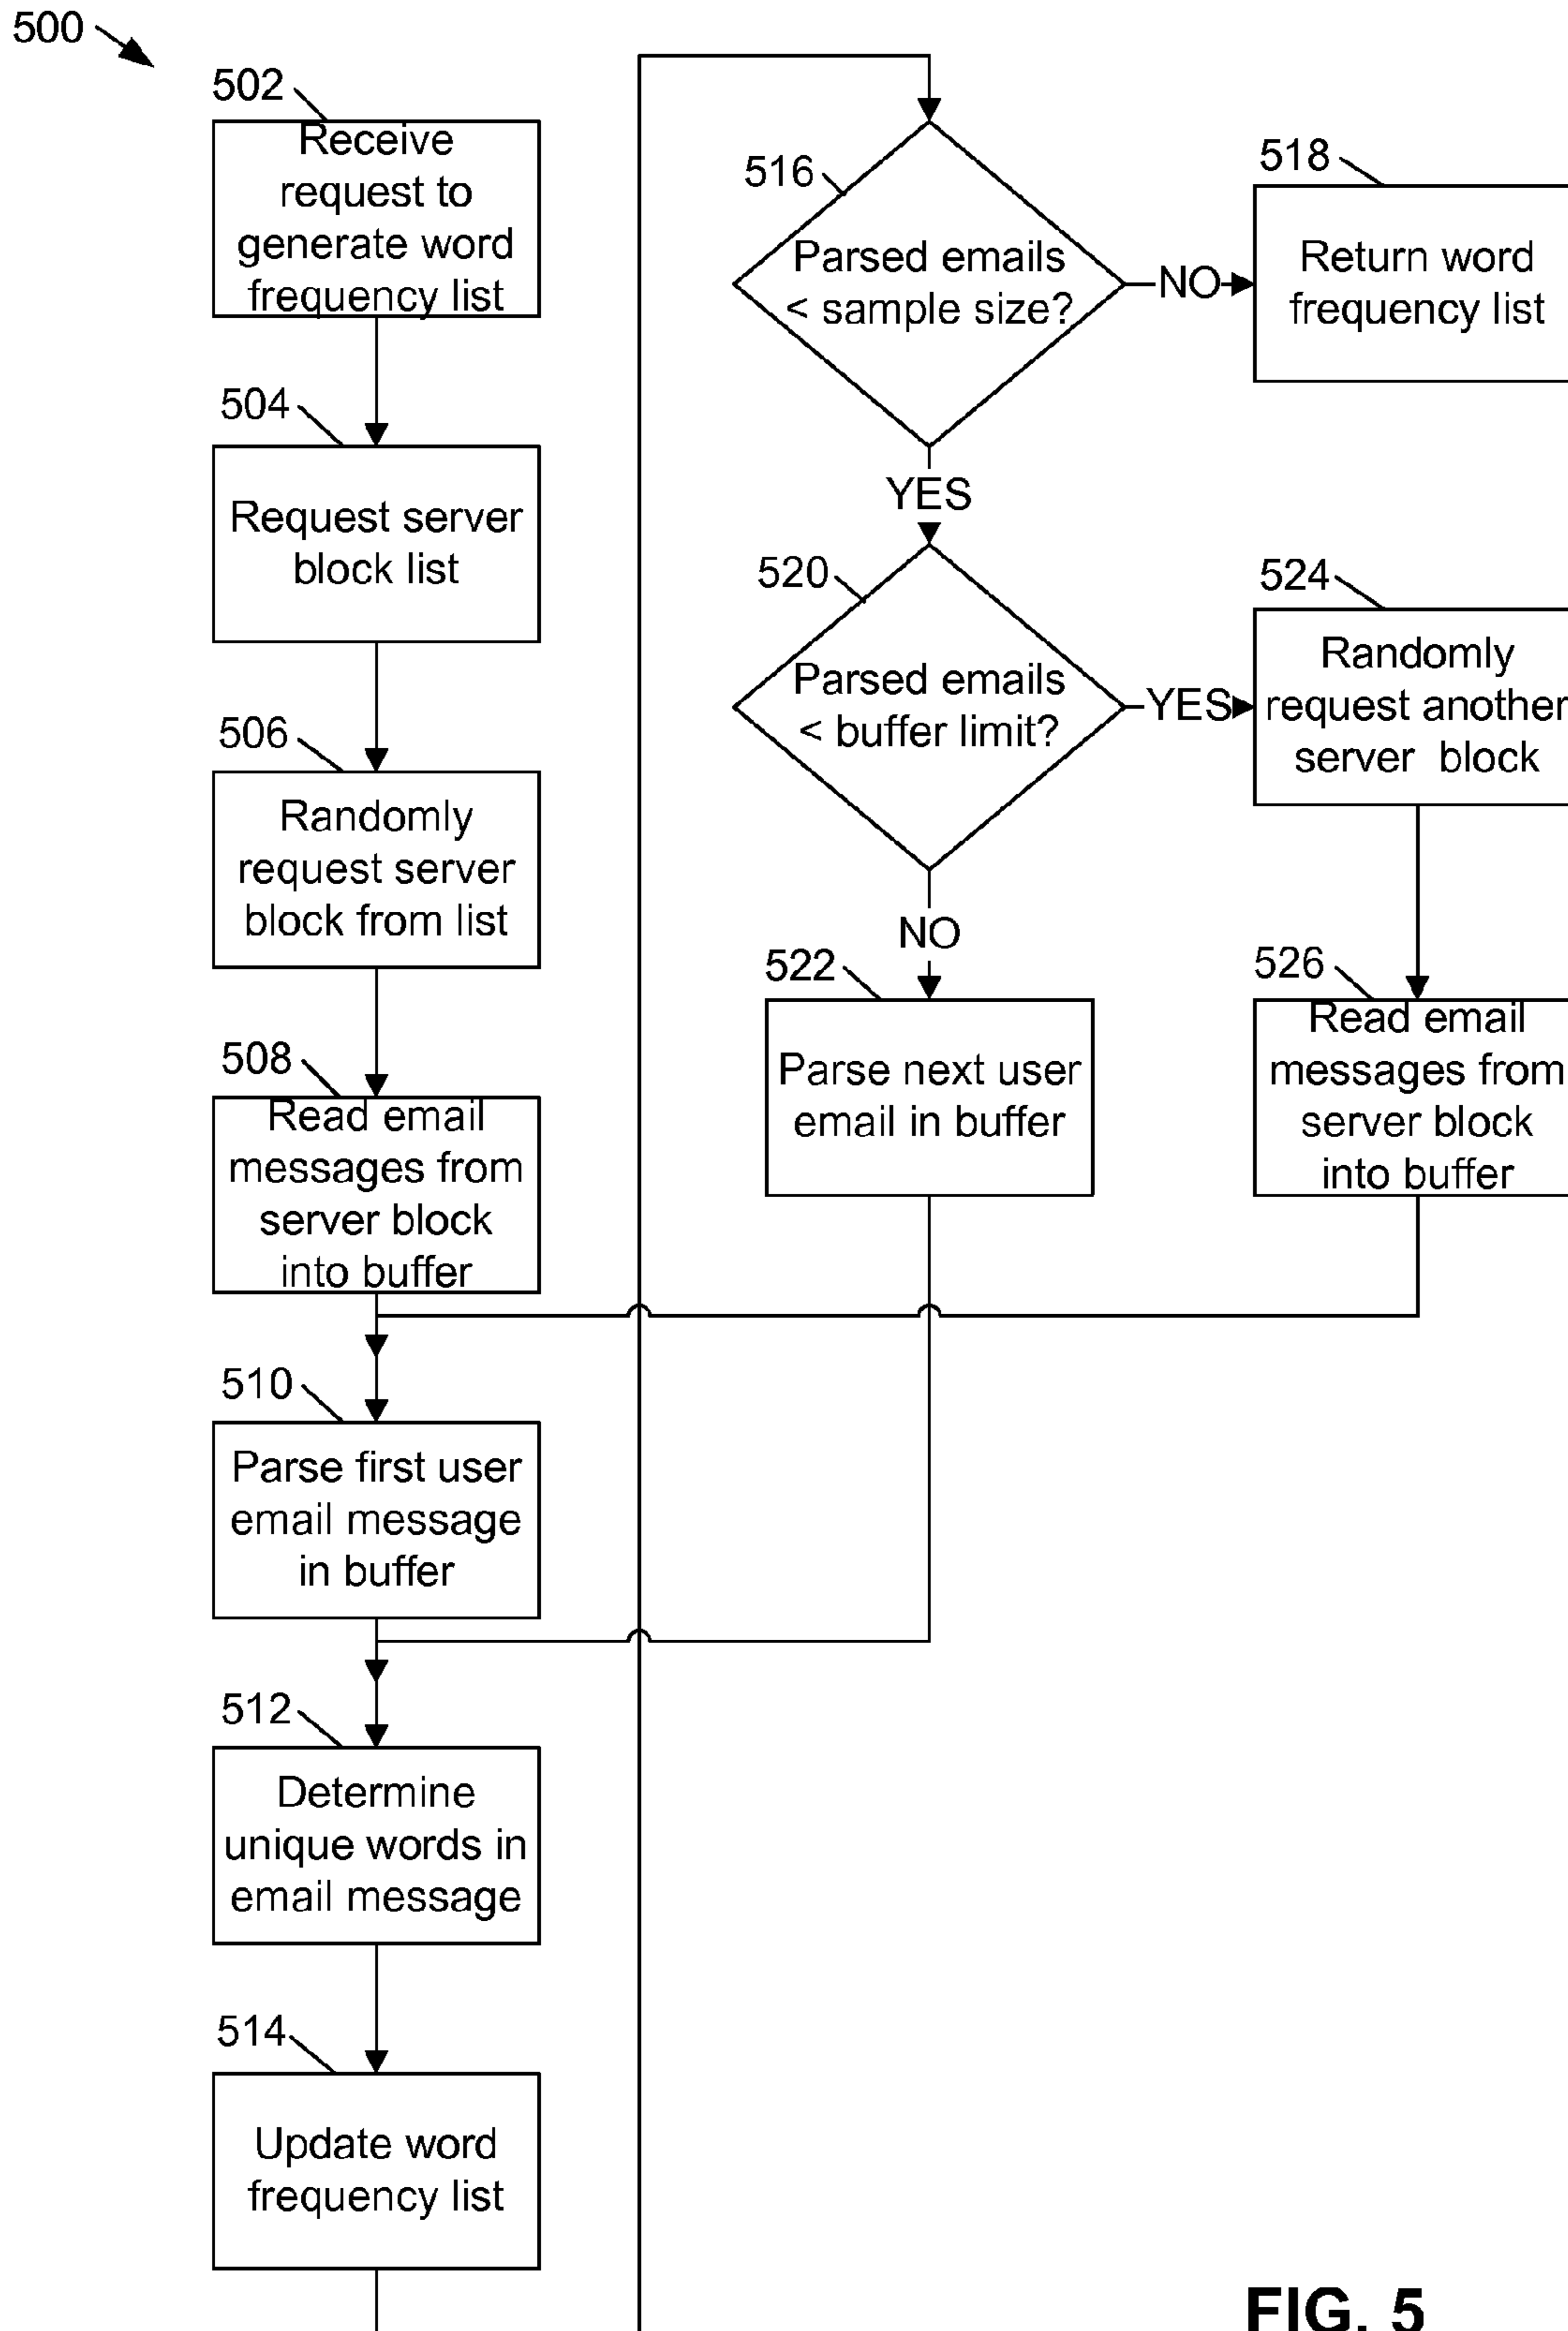 500
502
Receive
request to
generate word
frequency list
504
Request server
block list
506
Randomly
request server
block from list
508
Read email
messages from
server block
into buffer
510
Parse first user
email message
in buffer
512
Determine
unique words in
email message
514
Update word
frequency list
516
Parsed emails
< sample size?
NO
518
Return word
frequency list
YES
520
Parsed emails
< buffer limit?
YES
524
Randomly
request another
server block
NO
522
Parse next user
email in buffer
526
Read email
messages from
server block
into buffer
FIG. 5